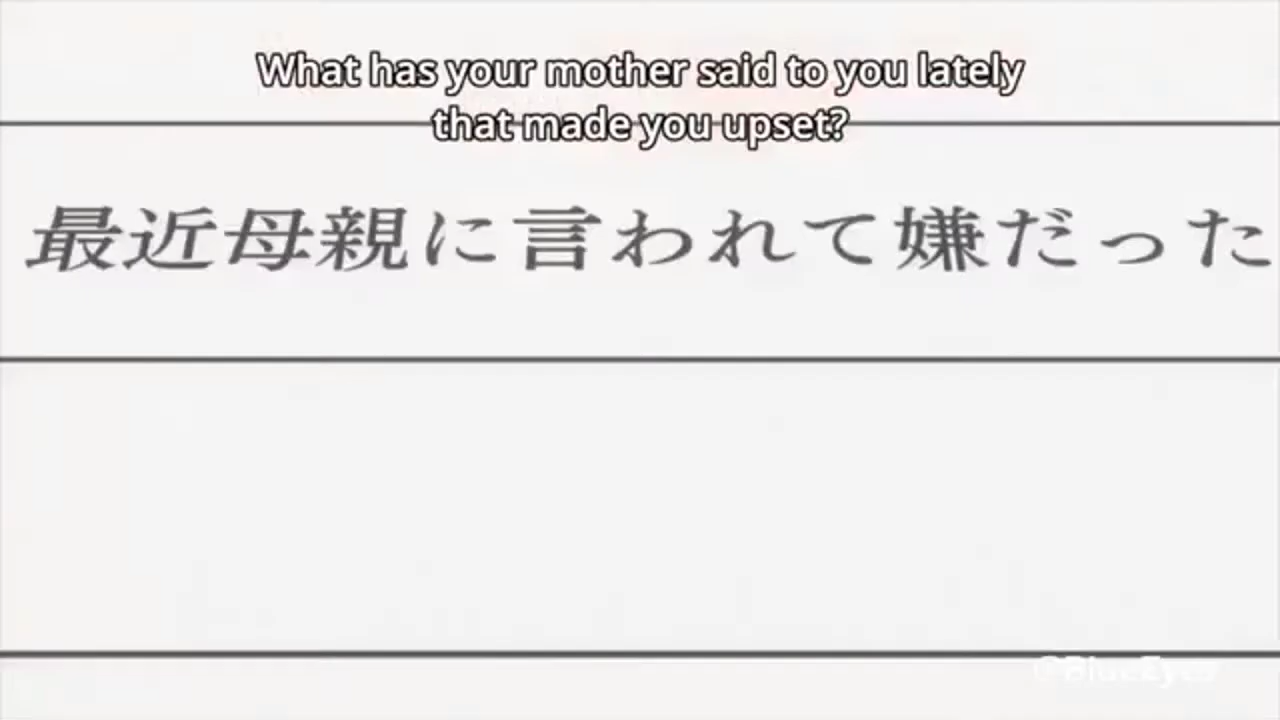 What has your mother said to you lately
that made you upset?
最近母親に言われて嫌だった
@BlueEyes